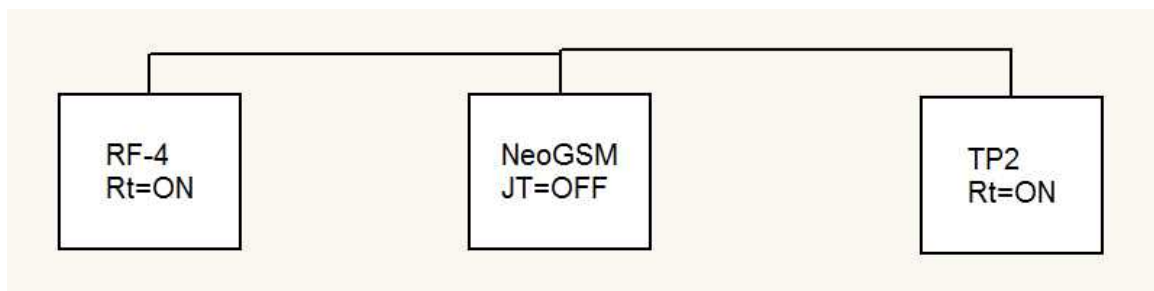 RF-4
Rt=ON
NeoGSM
JT=OFF
TP2
Rt=ON